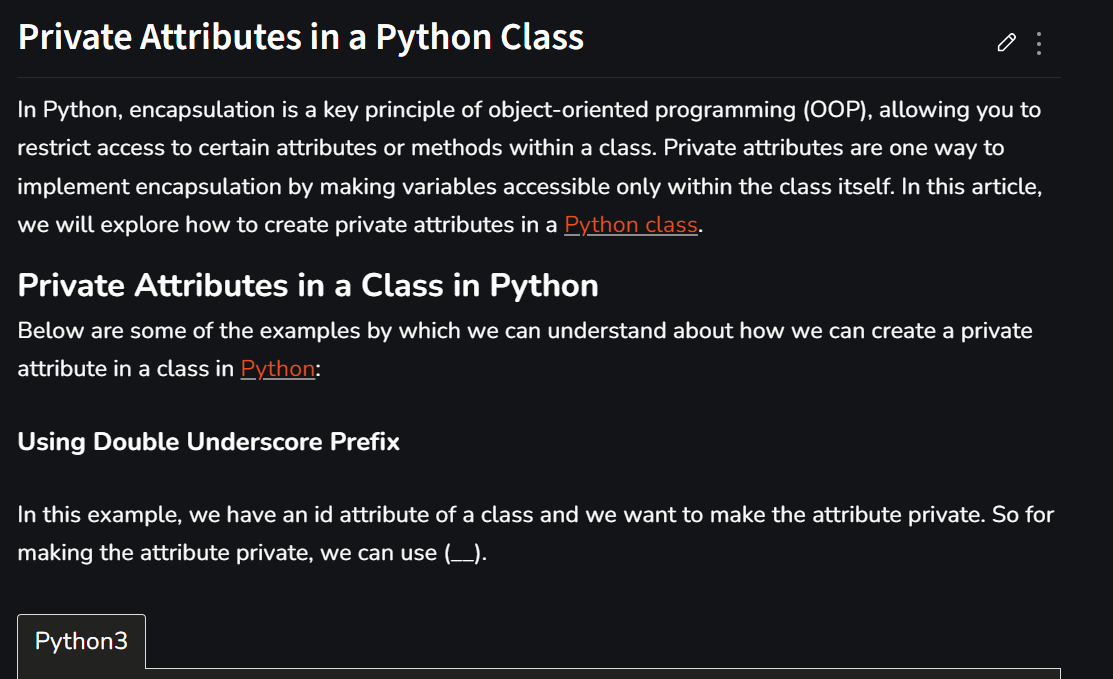 Private Attributes in a Python Class
In Python, encapsulation is a key principle of object-oriented programming (OOP), allowing you to
restrict access to certain attributes or methods within a class. Private attributes are one way to
implement encapsulation by making variables accessible only within the class itself. In this article,
we will explore how to create private attributes in a Python class.
Private Attributes in a Class in Python
Below are some of the examples by which we can understand about how we can create a private
attribute in a class in Python:
Using Double Underscore Prefix
In this example, we have an id attribute of a class and we want to make the attribute private. So for
making the attribute private, we can use (__).
Python3